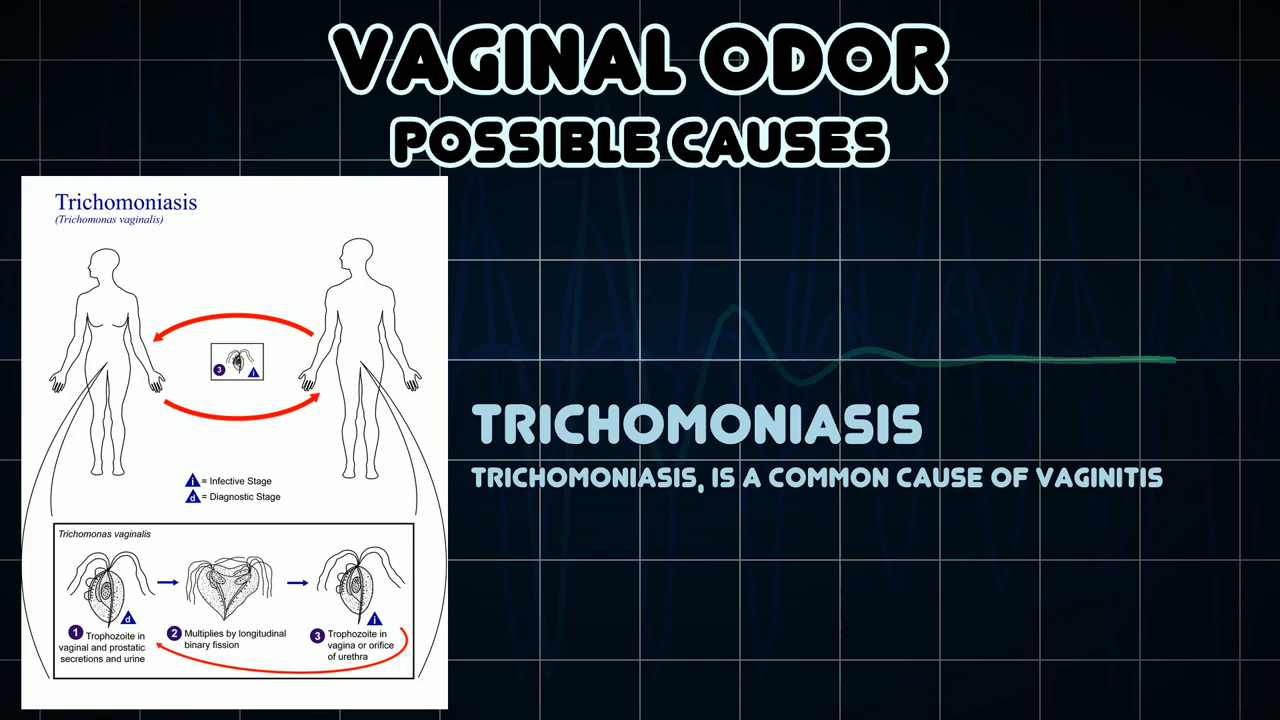 VAGINAL ODOR
POSSIBLE CAUSES
Trichomoniasis
(Trichomonas vaginalis)
3
i
i = Infective Stage
d = Diagnostic Stage
Trichomonas vaginalis
d
i
1 Trophozoite in
vaginal and prostatic
secretions and urine
2 Multiplies by longitudinal
binary fission
3 Trophozoite in
vagina or orifice
of urethra
TRICHOMONIASIS
TRICHOMONIASIS, IS A COMMON CAUSE OF VAGINITIS